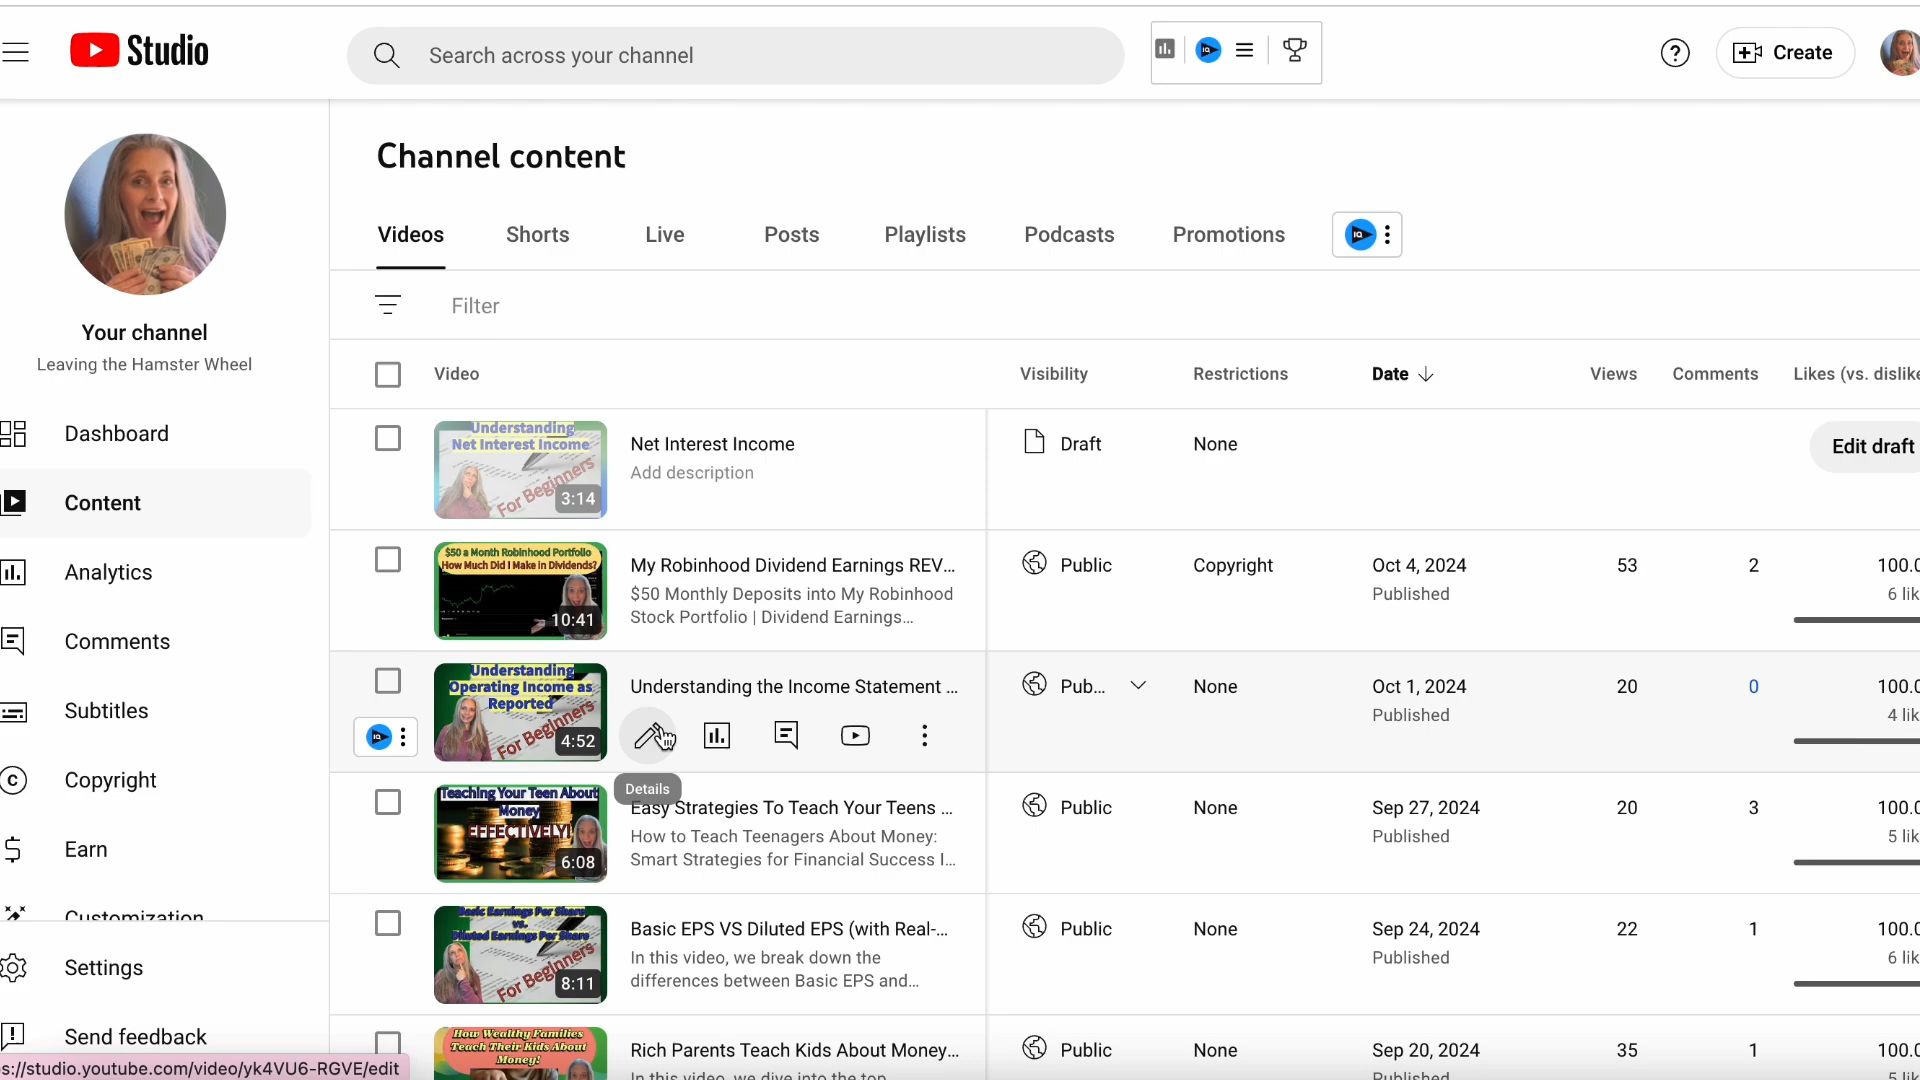 Studio
Search across your channel
Create
Your channel
Leaving the Hamster Wheel
Dashboard
Content
Analytics
Comments
Subtitles
Copyright
Earn
Customization
Settings
Send feedback
s://studio.youtube.com/video/yk4VU6-RGVE/edit
Channel content
Videos Shorts Live Posts Playlists Podcasts Promotions
Filter
Video Visibility Restrictions Date Views Comments Likes (vs. dislike
Understanding
Net Interest Income
For Beginners
3:14
Net Interest Income
Add description
Draft None Edit draft
$50 a Month Robinhood Portfolio
How Much Did I Make in Dividends?
10:41
My Robinhood Dividend Earnings REV...
$50 Monthly Deposits into My Robinhood
Stock Portfolio | Dividend Earnings...
Public Copyright Oct 4, 2024 53 2 100.0
Published 6 lik
Understanding
Operating Income as
Reported
For Beginners
4:52
Understanding the Income Statement ...
Pub... None Oct 1, 2024 20 0 100.0
Published 4 lik
Details
Teaching Your Teen About
Money
EFFECTIVELY!
6:08
Easy Strategies To Teach Your Teens ...
How to Teach Teenagers About Money:
Smart Strategies for Financial Success I...
Public None Sep 27, 2024 20 3 100.0
Published 5 lik
Basic Earnings Per Share
vs.
Diluted Earnings Per Share
For Beginners
8:11
Basic EPS VS Diluted EPS (with Real-...
In this video, we break down the
differences between Basic EPS and...
Public None Sep 24, 2024 22 1 100.0
Published 6 lik
How Wealthy Families
Teach Their Kids About
Money!
Rich Parents Teach Kids About Money...
In this video, we dive into the top
Public None Sep 20, 2024 35 1 100.0
Published 5 lik